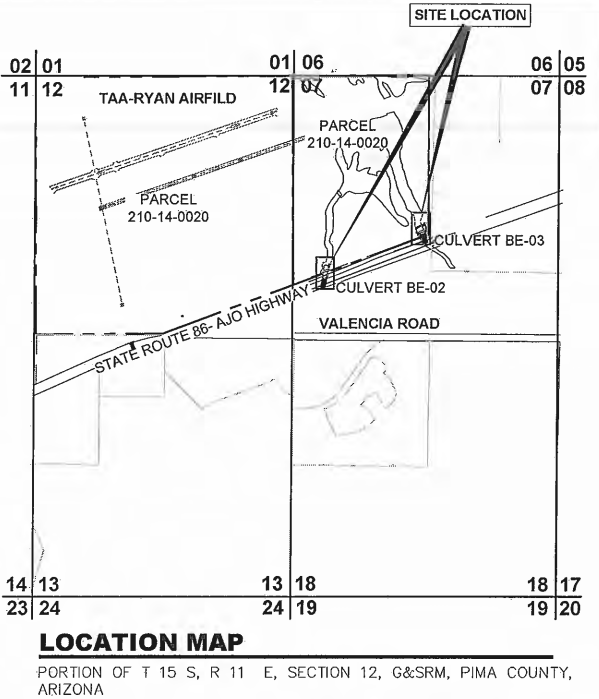 SITE LOCATION
02 01
01 06
06 05
11 12
12 07
07 08
TAA-RYAN AIRFILD
PARCEL
210-14-0020
PARCEL
210-14-0020
CULVERT BE-03
CULVERT BE-02
STATE ROUTE 86- AJO HIGHWAY
VALENCIA ROAD
14 13
13 18
18 17
23 24
24 19
19 20
LOCATION MAP
PORTION OF T 15 S, R 11 E, SECTION 12, G&SRM, PIMA COUNTY,
ARIZONA